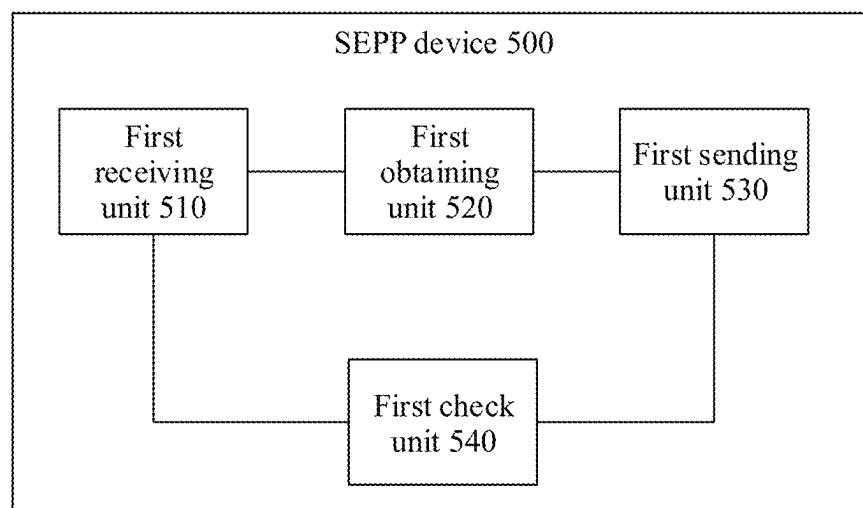 SEPP device 500
First
receiving
unit 510
First
obtaining
unit 520
First sending
unit 530
First check
unit 540